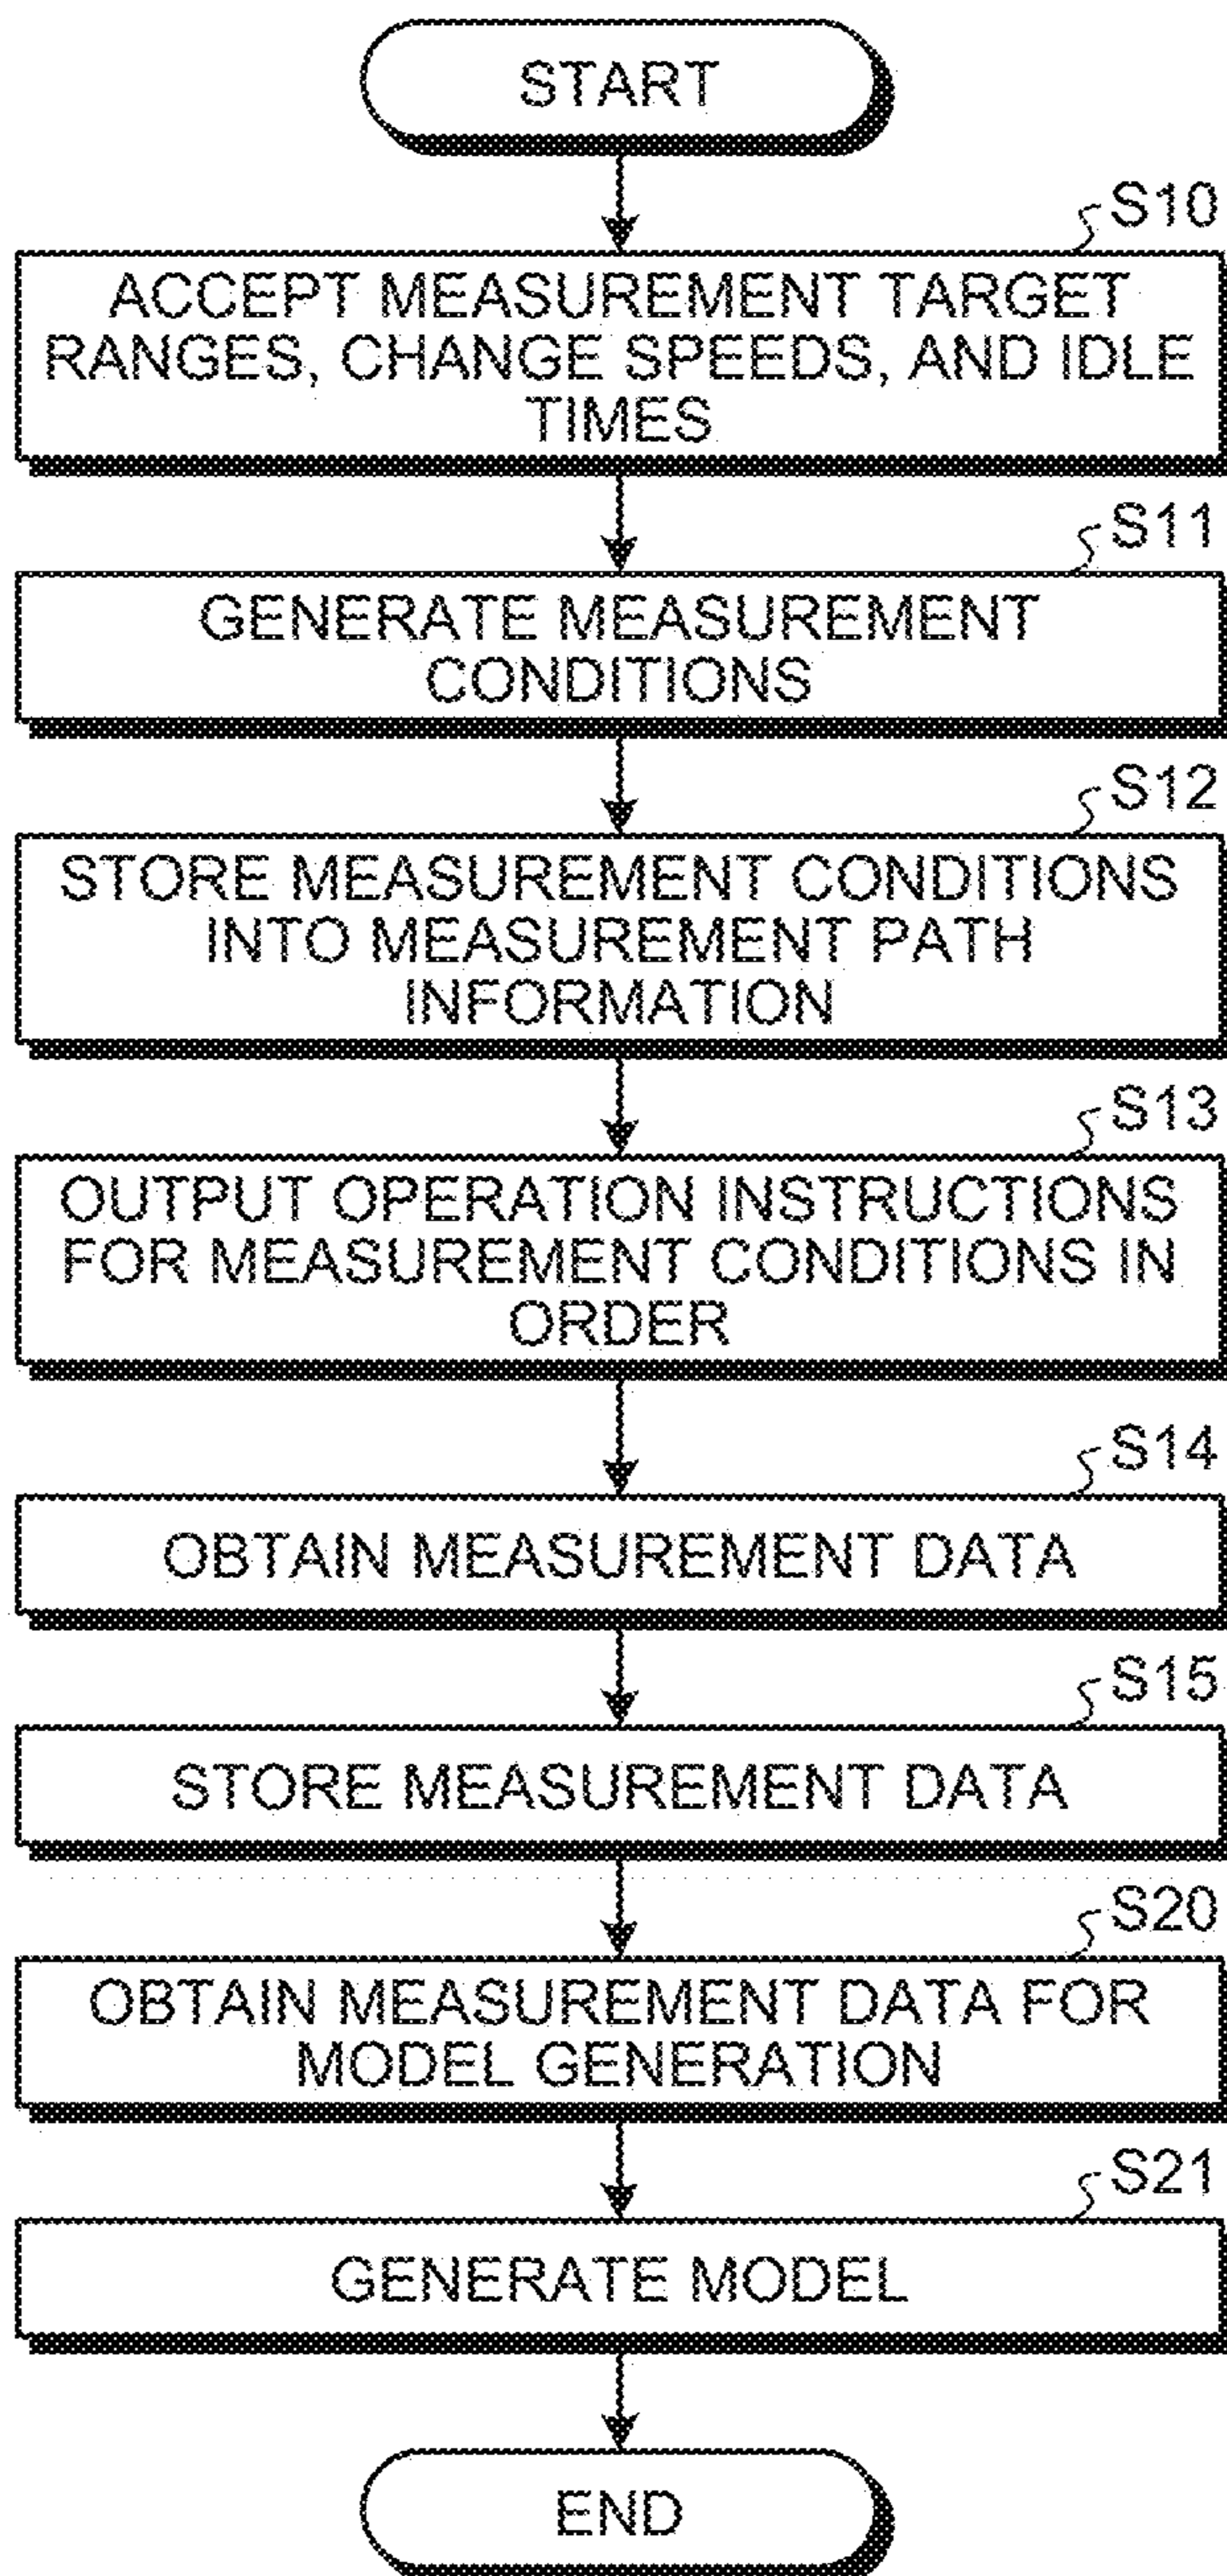 START
S10
ACCEPT MEASUREMENT TARGET
RANGES, CHANGE SPEEDS, AND IDLE
TIMES
S11
GENERATE MEASUREMENT
CONDITIONS
S12
STORE MEASUREMENT CONDITIONS
INTO MEASUREMENT PATH
INFORMATION
S13
OUTPUT OPERATION INSTRUCTIONS
FOR MEASUREMENT CONDITIONS IN
ORDER
S14
OBTAIN MEASUREMENT DATA
S15
STORE MEASUREMENT DATA
S20
OBTAIN MEASUREMENT DATA FOR
MODEL GENERATION
S21
GENERATE MODEL
END